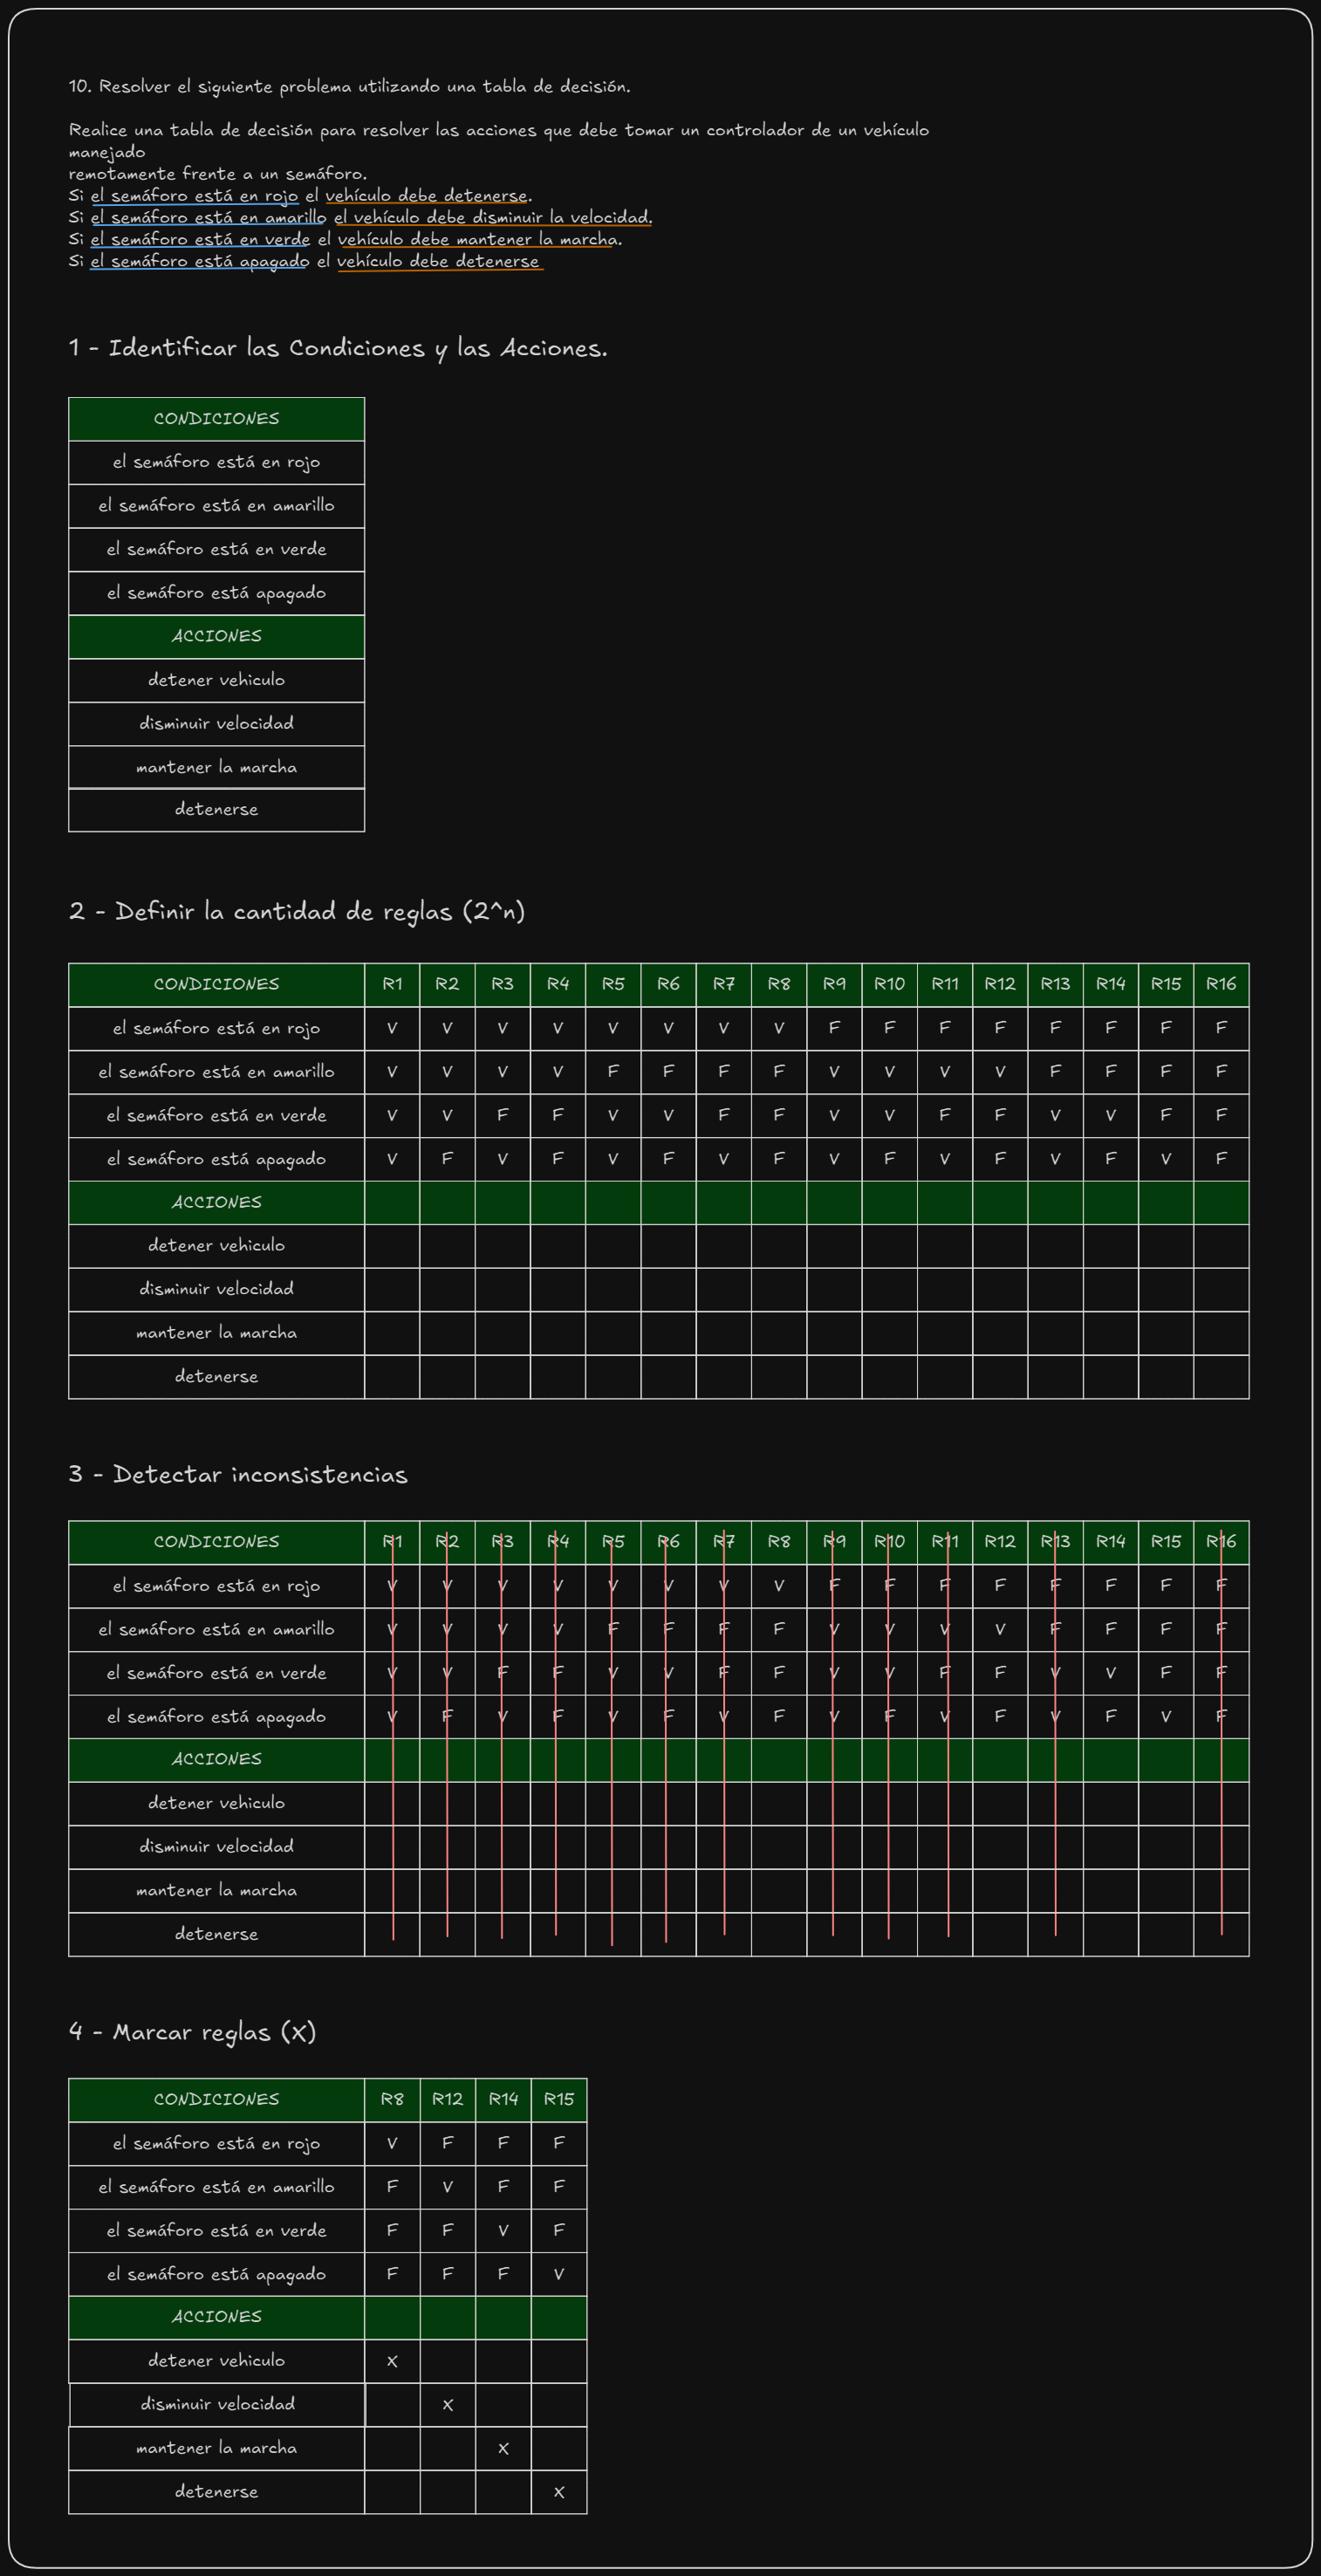 10. Resolver el siguiente problema utilizando una tabla de decisión.
Realice una tabla de decisión para resolver las acciones que debe tomar un controlador de un vehículo
manejado
remotamente frente a un semáforo.
Si el semáforo está en rojo el vehículo debe detenerse.
Si el semáforo está en amarillo el vehículo debe disminuir la velocidad.
Si el semáforo está en verde el vehículo debe mantener la marcha.
Si el semáforo está apagado el vehículo debe detenerse
1 - Identificar las Condiciones y las Acciones.
CONDICIONES
el semáforo está en rojo
el semáforo está en amarillo
el semáforo está en verde
el semáforo está apagado
ACCIONES
detener vehiculo
disminuir velocidad
mantener la marcha
detenerse
2 - Definir la cantidad de reglas (2^n)
CONDICIONES R1 R2 R3 R4 R5 R6 R7 R8 R9 R10 R11 R12 R13 R14 R15 R16
el semáforo está en rojo V V V V V V V V F F F F F F F F
el semáforo está en amarillo V V V V F F F F V V V V F F F F
el semáforo está en verde V V F F V V F F V V F F V V F F
el semáforo está apagado V F V F V F V F V F V F V F V F
ACCIONES
detener vehiculo
disminuir velocidad
mantener la marcha
detenerse
3 - Detectar inconsistencias
CONDICIONES R1 R2 R3 R4 R5 R6 R7 R8 R9 R10 R11 R12 R13 R14 R15 R16
el semáforo está en rojo V V V V V V V V F F F F F F F F
el semáforo está en amarillo V V V V F F F F V V V V F F F F
el semáforo está en verde V V F F V V F F V V F F V V F F
el semáforo está apagado V F V F V F V F V F V F V F V F
ACCIONES
detener vehiculo
disminuir velocidad
mantener la marcha
detenerse
4 - Marcar reglas (X)
CONDICIONES R8 R12 R14 R15
el semáforo está en rojo V F F F
el semáforo está en amarillo F V F F
el semáforo está en verde F F V F
el semáforo está apagado F F F V
ACCIONES
detener vehiculo X
disminuir velocidad X
mantener la marcha X
detenerse X